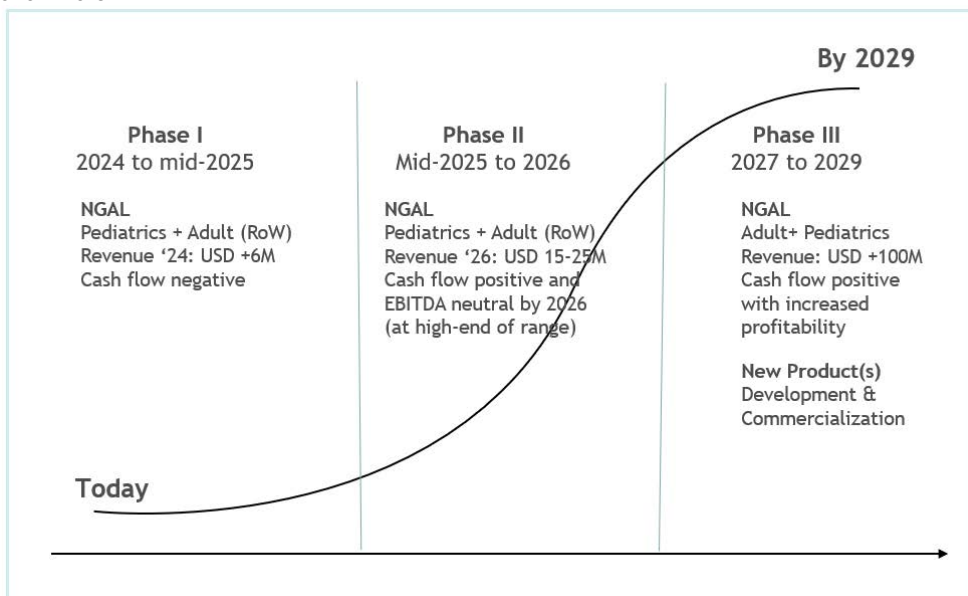 By 2029
Phase I
2024 to mid-2025
NGAL
Pediatrics + Adult (RoW)
Revenue ‘24: USD +6M
Cash flow negative
Phase II
Mid-2025 to 2026
NGAL
Pediatrics + Adult (RoW)
Revenue ‘26: USD 15-25M
Cash flow positive and
EBITDA neutral by 2026
(at high-end of range)
Phase III
2027 to 2029
NGAL
Adult+ Pediatrics
Revenue: USD +100M
Cash flow positive
with increased
profitability
New Product(s)
Development &
Commercialization
Today